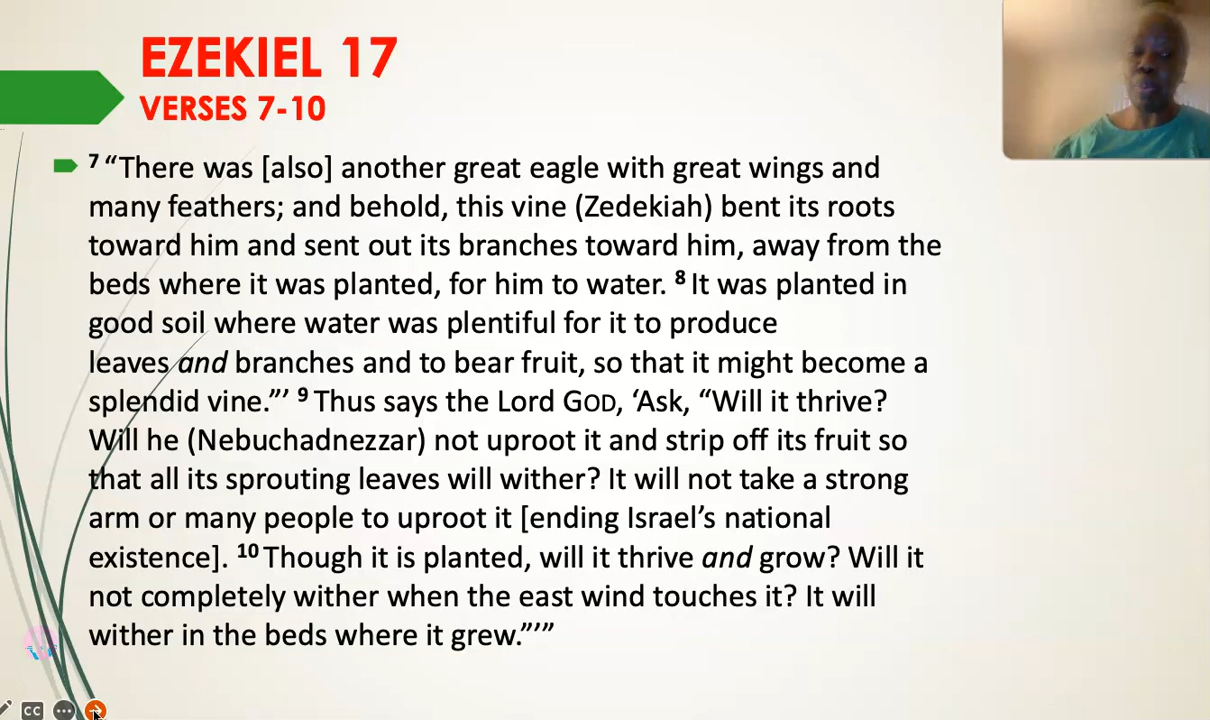 EZEKIEL 17
VERSES 7-10
7 “There was [also] another great eagle with great wings and
many feathers; and behold, this vine (Zedekiah) bent its roots
toward him and sent out its branches toward him, away from the
beds where it was planted, for him to water. 8 It was planted in
good soil where water was plentiful for it to produce
leaves and branches and to bear fruit, so that it might become a
splendid vine.”’ 9 Thus says the Lord GOD, ‘Ask, “Will it thrive?
Will he (Nebuchadnezzar) not uproot it and strip off its fruit so
that all its sprouting leaves will wither? It will not take a strong
arm or many people to uproot it [ending Israel’s national
existence]. 10 Though it is planted, will it thrive and grow? Will it
not completely wither when the east wind touches it? It will
wither in the beds where it grew.”’”
CC